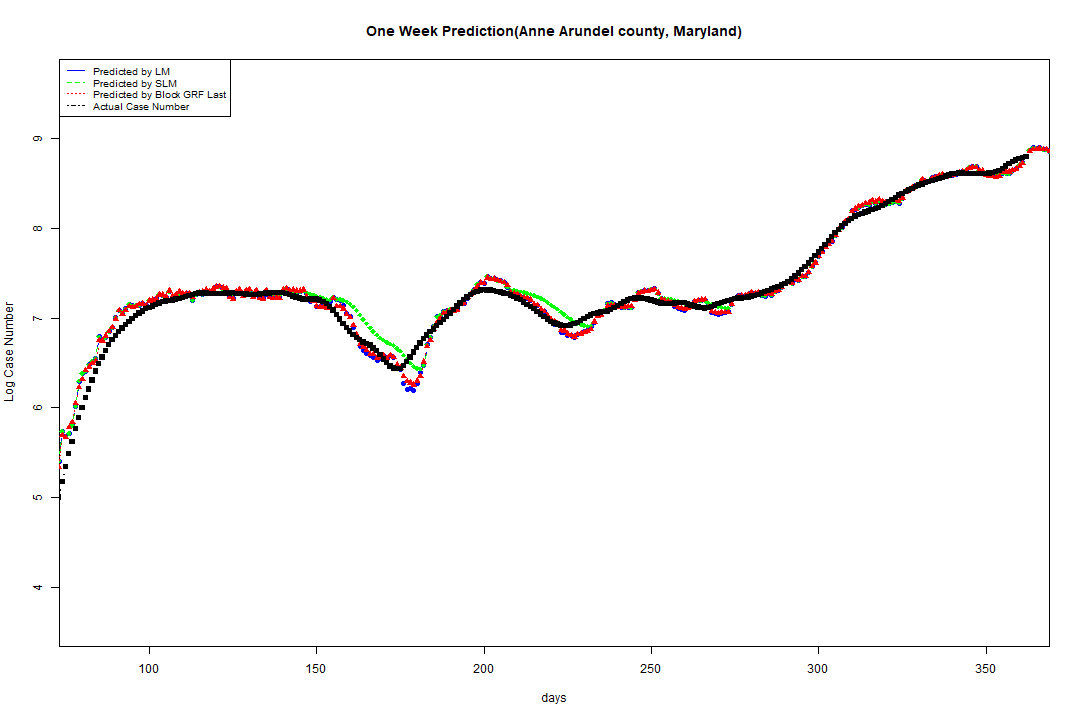 One Week Prediction(Anne Arundel county, Maryland)
Predicted by LM
Predicted by SLM
Predicted by Block GRF Last
Actual Case Number
9
8
7
6
5
4
Log Case Number
100 150 200 250 300 350
days